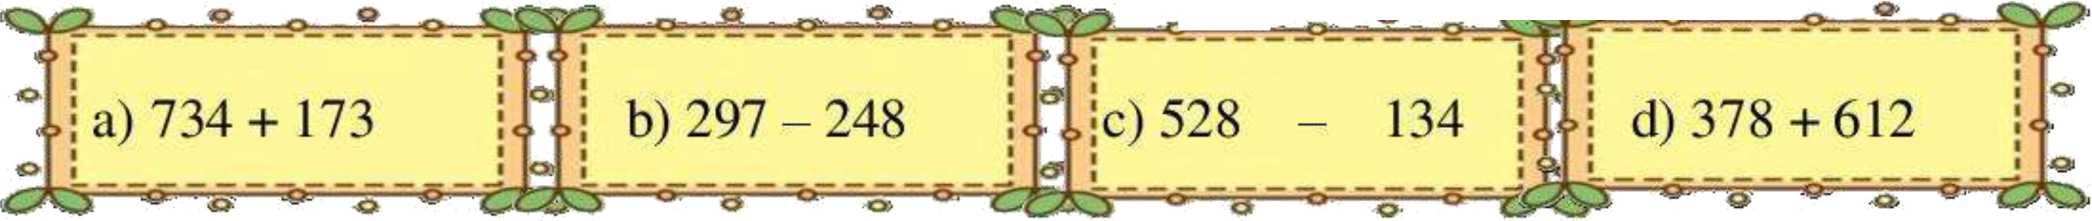 a) 734 + 173
b) 297 – 248
c) 528 – 134
d) 378 + 612